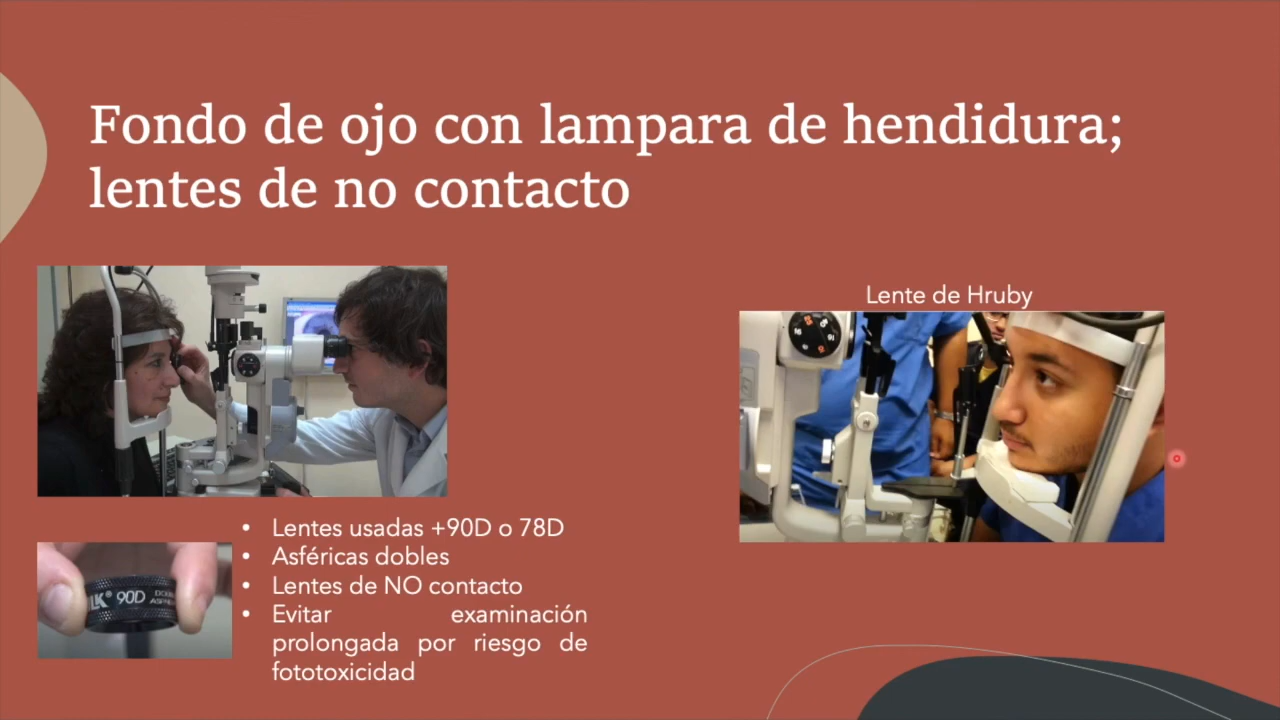 Fondo de ojo con lampara de hendidura;
lentes de no contacto
Lente de Hruby
LK® 90D
• Lentes usadas +90D o 78D
• Asféricas dobles
• Lentes de NO contacto
• Evitar examinación
prolongada por riesgo de
fototoxicidad